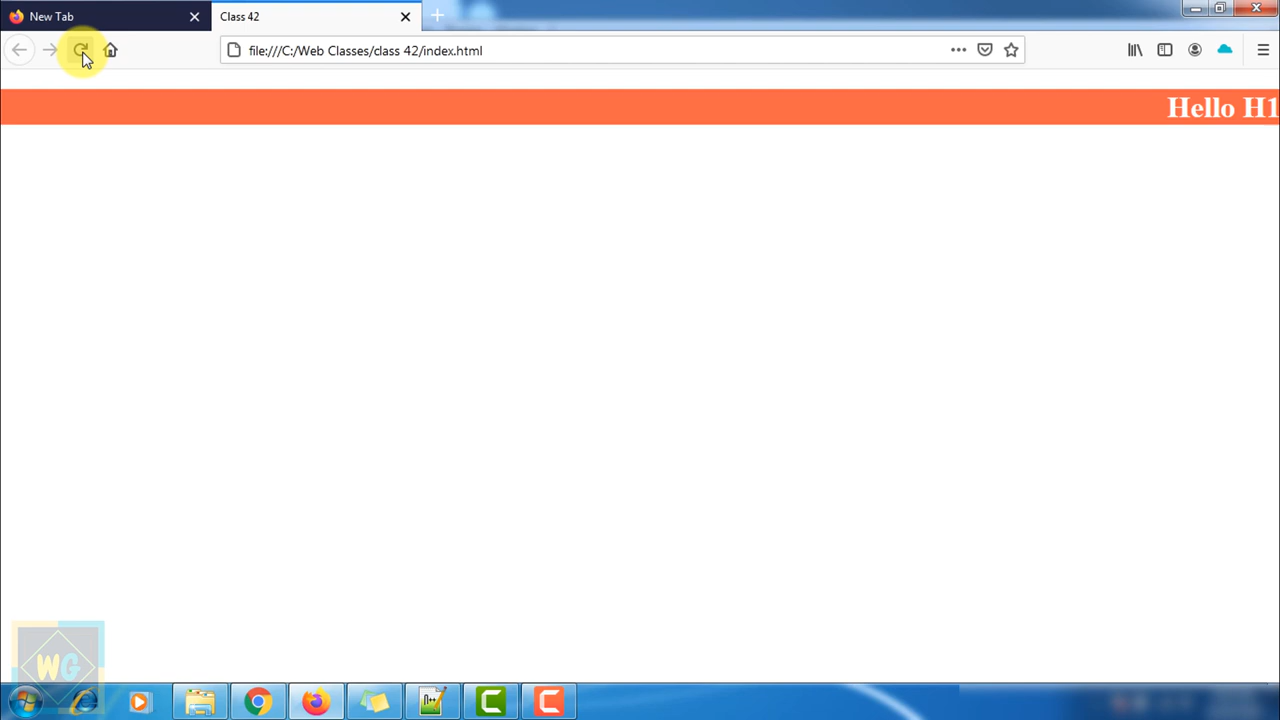 New Tab
Class 42
file:///C:/Web Classes/class 42/index.html
Hello H1
WG